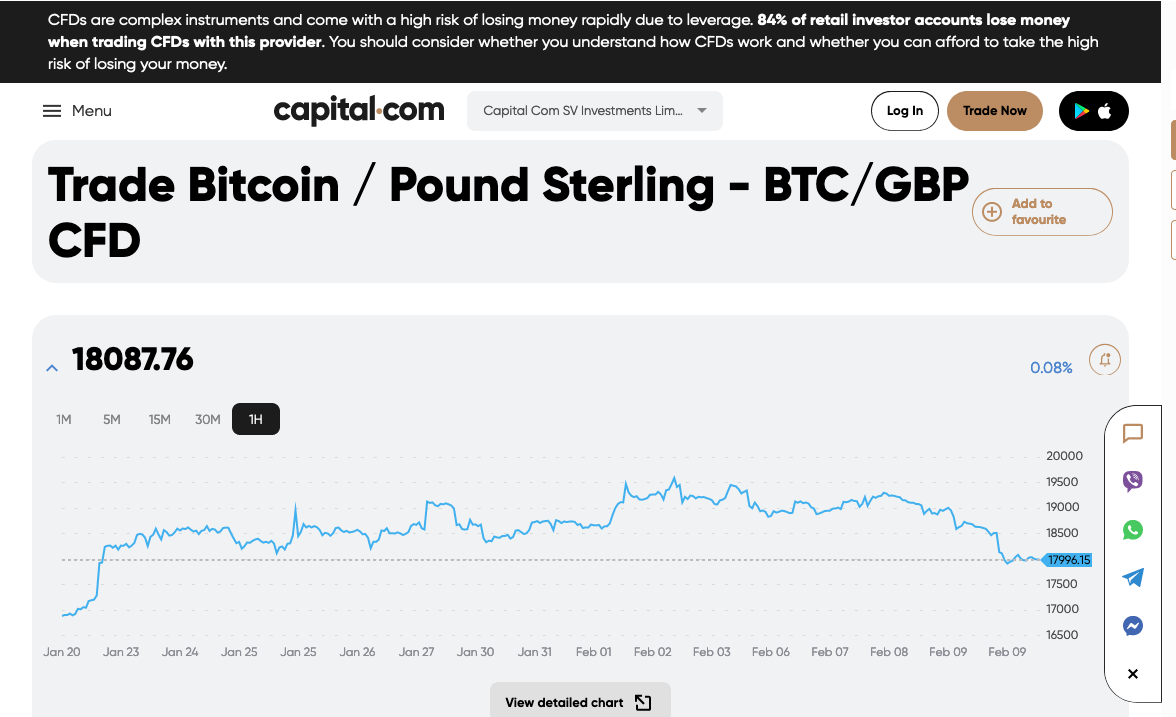 CFDs are complex instruments and come with a high risk of losing money rapidly due to leverage. 84% of retail investor accounts lose money
when trading CFDs with this provider. You should consider whether you understand how CFDs work and whether you can afford to take the high
risk of losing your money.
Menu
capital.com
Capital Com SV Investments Lim...
Log In
Trade Now
Trade Bitcoin / Pound Sterling - BTC/GBP
CFD
Add to
favourite
18087.76
0.08%
1M 5M 15M 30M 1H
20000
19500
19000
18500
17996.15
17500
17000
16500
Jan 20 Jan 23 Jan 24 Jan 25 Jan 25 Jan 26 Jan 27 Jan 30 Jan 31 Feb 01 Feb 02 Feb 03 Feb 06 Feb 07 Feb 08 Feb 09 Feb 09
View detailed chart